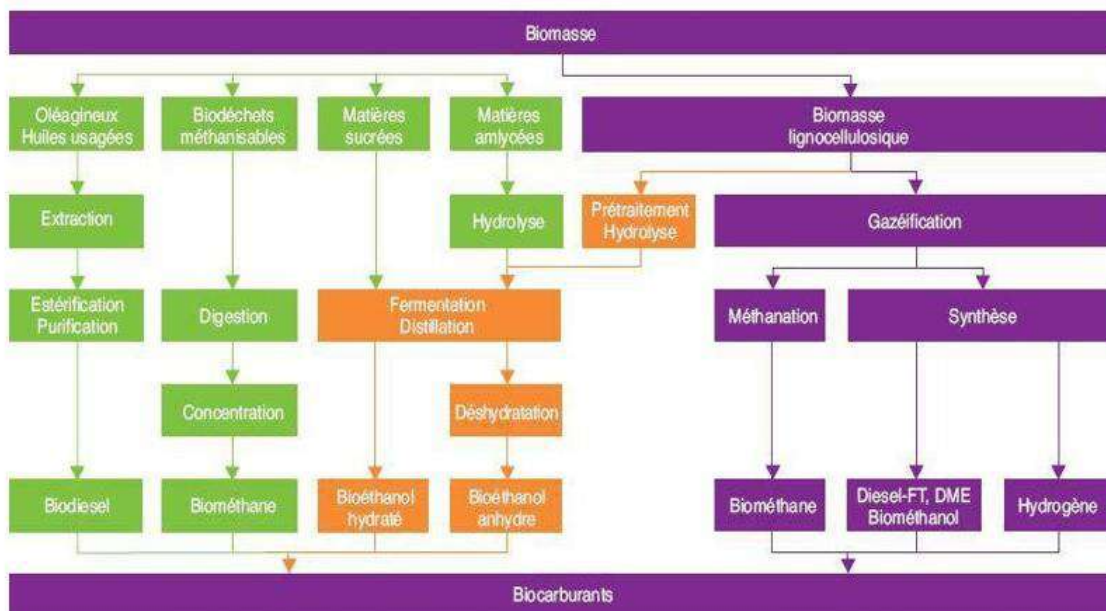 Biomasse
Oléagineux
Huiles usagées
Biodéchets
méthanisables
Matières
sucrées
Matières
amlycées
Biomasse
lignocellulosique
Extraction
Hydrolyse
Prétraitement
Hydrolyse
Gazéification
Estérification
Purification
Digestion
Fermentation
Distillation
Méthanation
Synthèse
Concentration
Déshydratation
Biodiesel
Biométhane
Bioéthanol
hydraté
Bioéthanol
anhydre
Biométhane
Diesel-FT, DME
Biométhanol
Hydrogène
Biocarburants